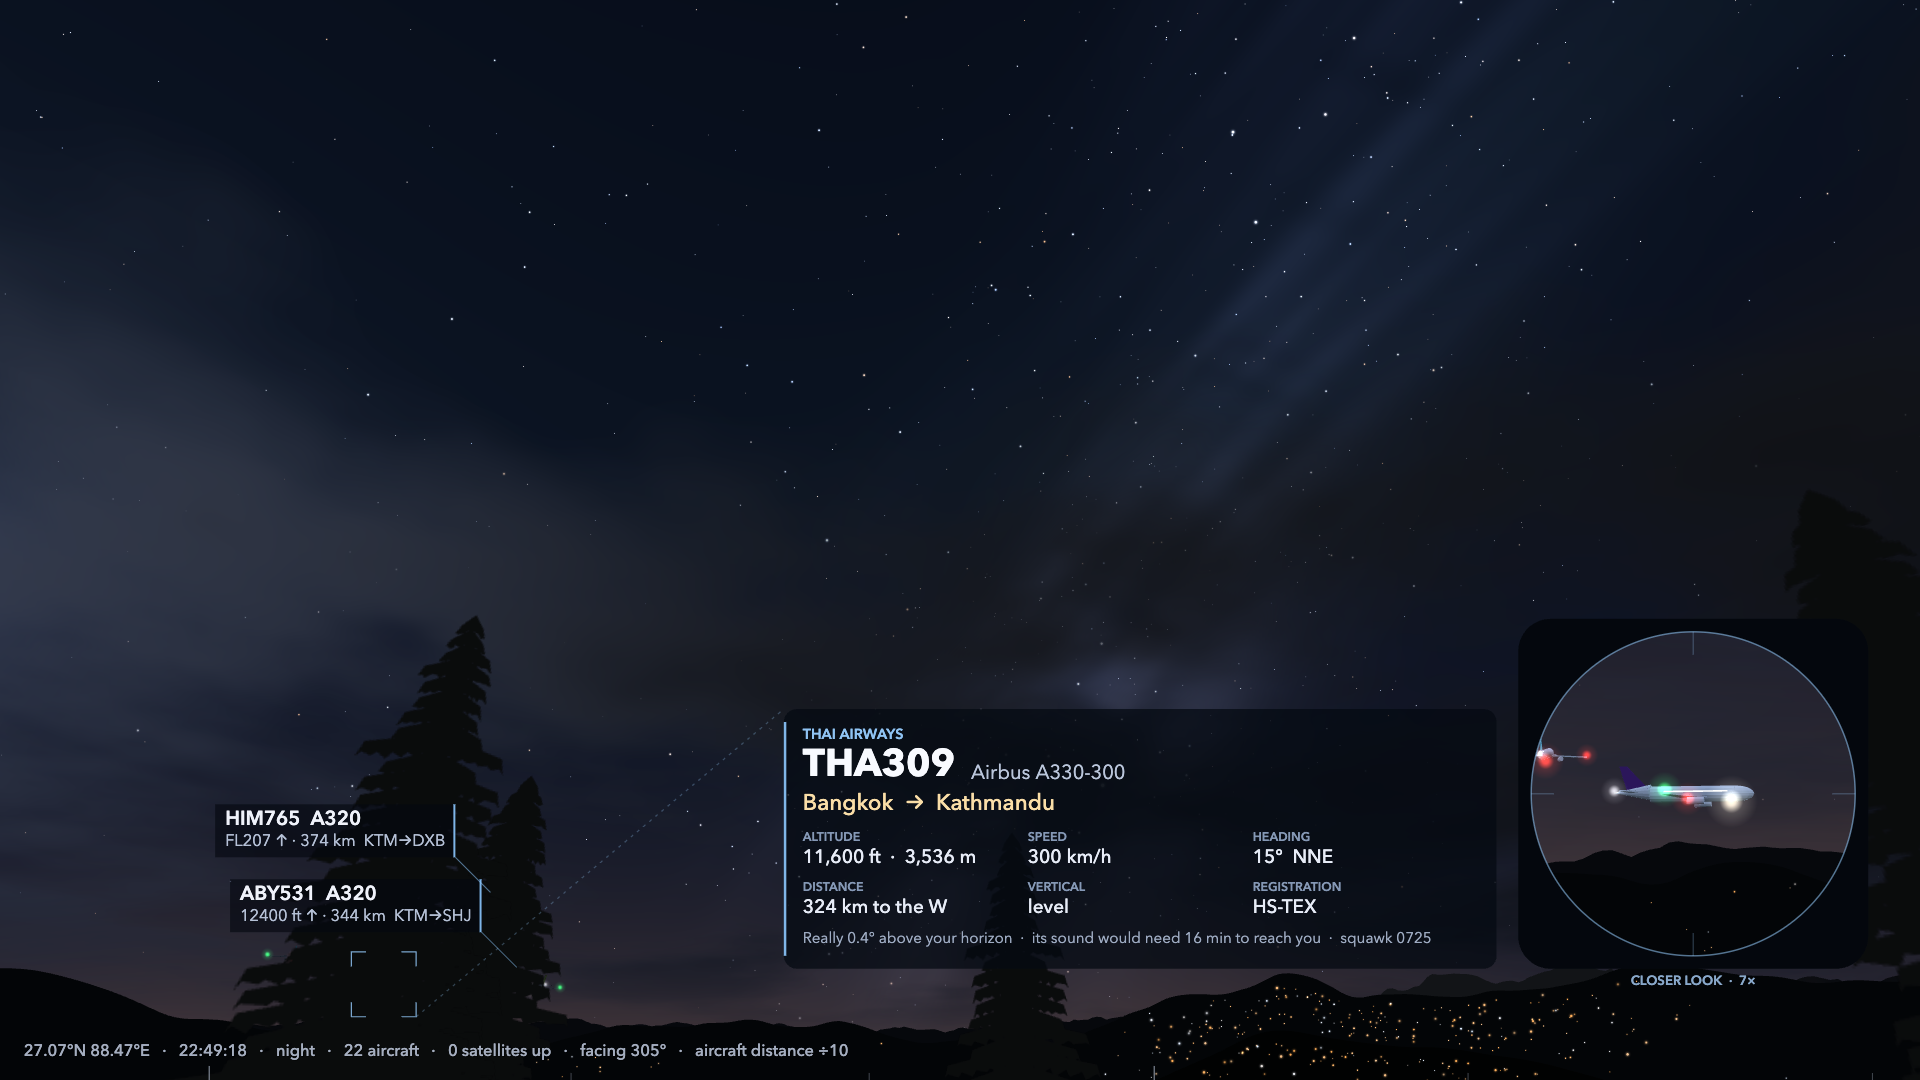 HIM765 A320
FL207 ↑ · 374 km KTM→DXB
ABY531 A320
12400 ft ↑ · 344 km KTM→SHJ
THAI AIRWAYS
THA309 Airbus A330-300
Bangkok → Kathmandu
ALTITUDE SPEED HEADING
11,600 ft · 3,536 m 300 km/h 15° NNE
DISTANCE VERTICAL REGISTRATION
324 km to the W level HS-TEX
Really 0.4° above your horizon · its sound would need 16 min to reach you · squawk 0725
CLOSER LOOK · 7×
27.07°N 88.47°E · 22:49:18 · night · 22 aircraft · 0 satellites up · facing 305° · aircraft distance ÷10